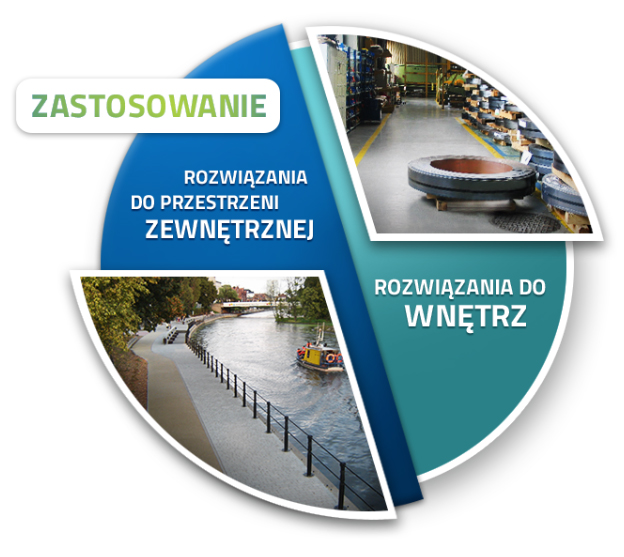 ZASTOSOWANIE
ROZWIĄZANIA
DO PRZESTRZENI
ZEWNĘTRZNEJ
ROZWIĄZANIA DO
WNĘTRZ